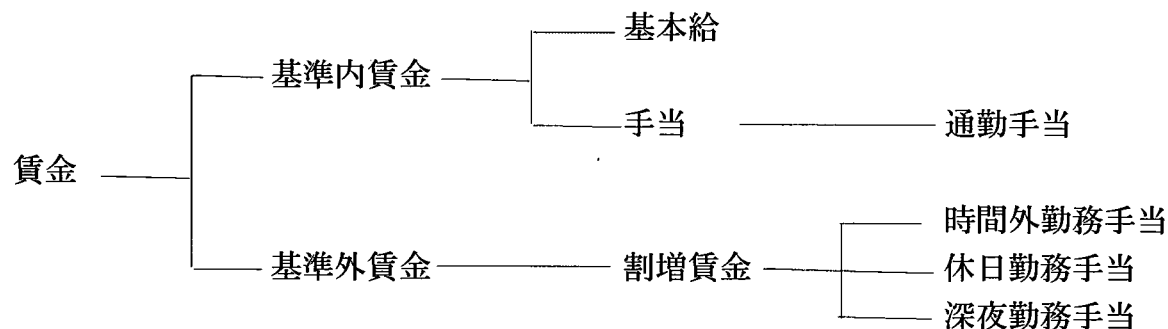 基本給
基準内賃金
手当 通勤手当
賃金
時間外勤務手当
基準外賃金 割増賃金 休日勤務手当
深夜勤務手当